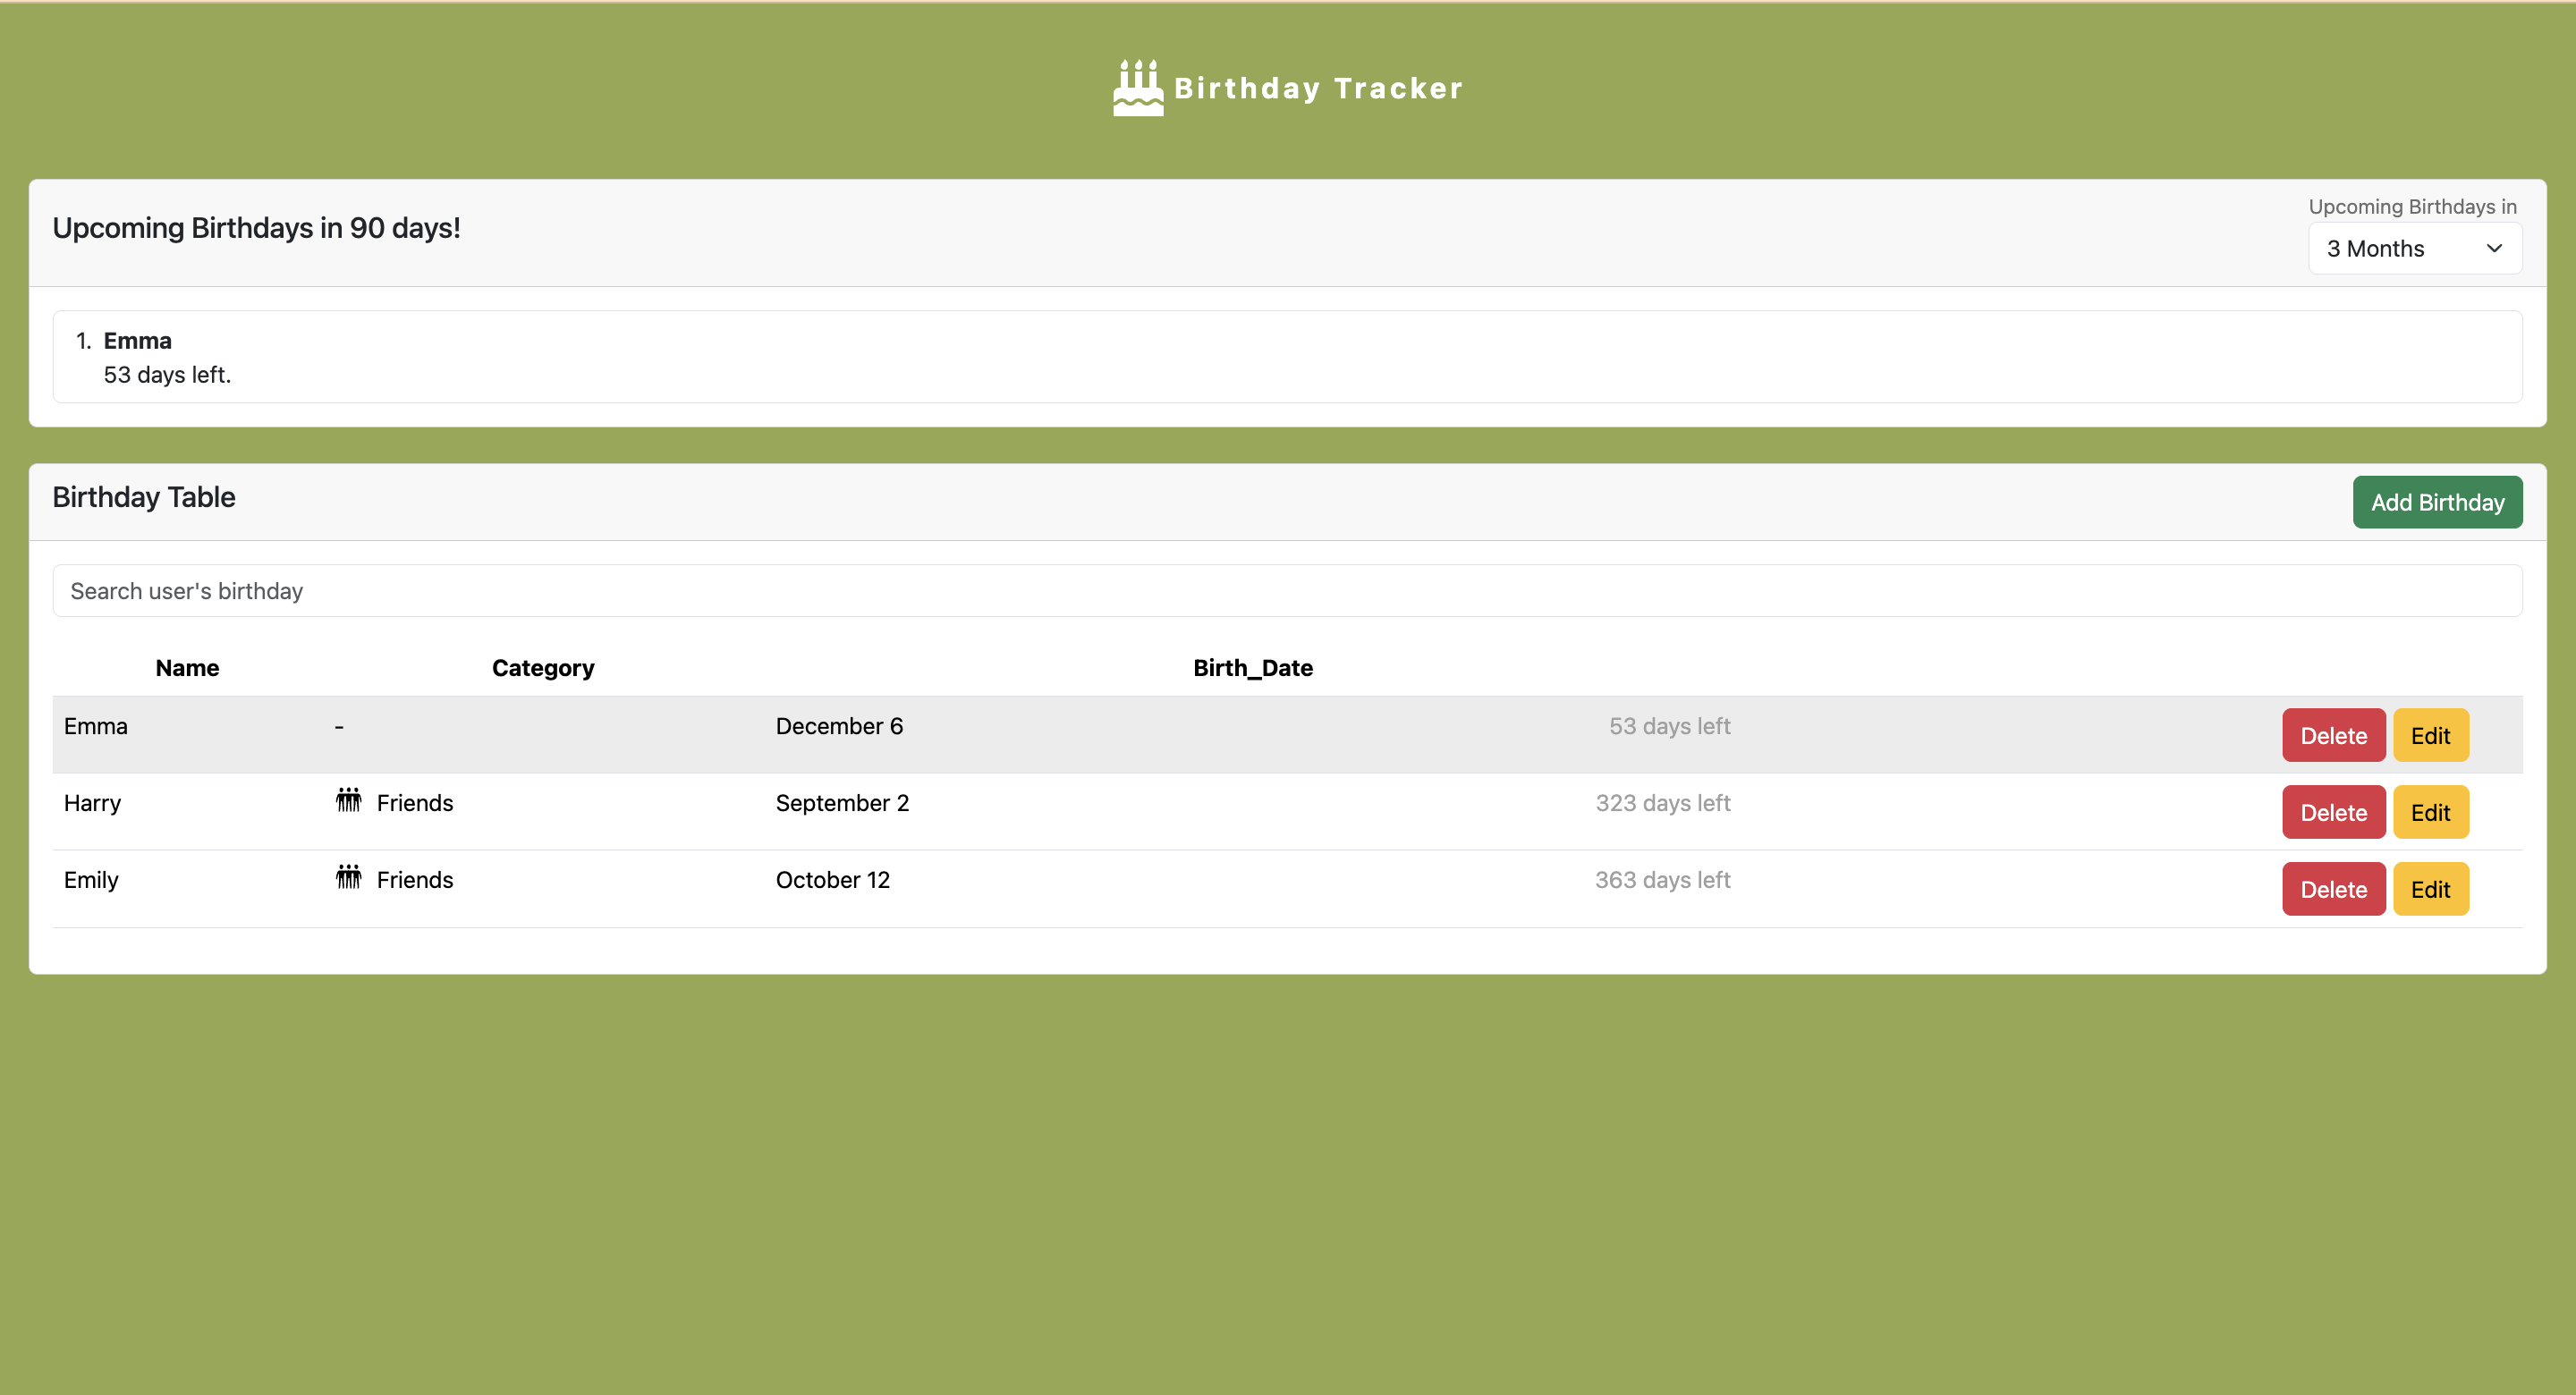 Birthday Tracker
Upcoming Birthdays in 90 days!
Upcoming Birthdays in
3 Months
1. Emma
53 days left.
Birthday Table
Add Birthday
Search user's birthday
Name Category Birth_Date
Emma - December 6 53 days left Delete Edit
Harry Friends September 2 323 days left Delete Edit
Emily Friends October 12 363 days left Delete Edit